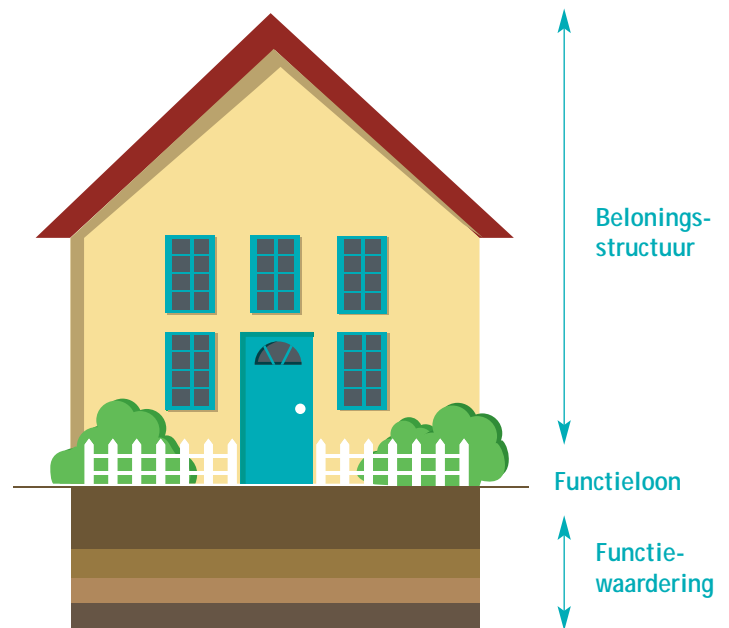 Belonings-
structuur
Functieloon
Functie-
waardering